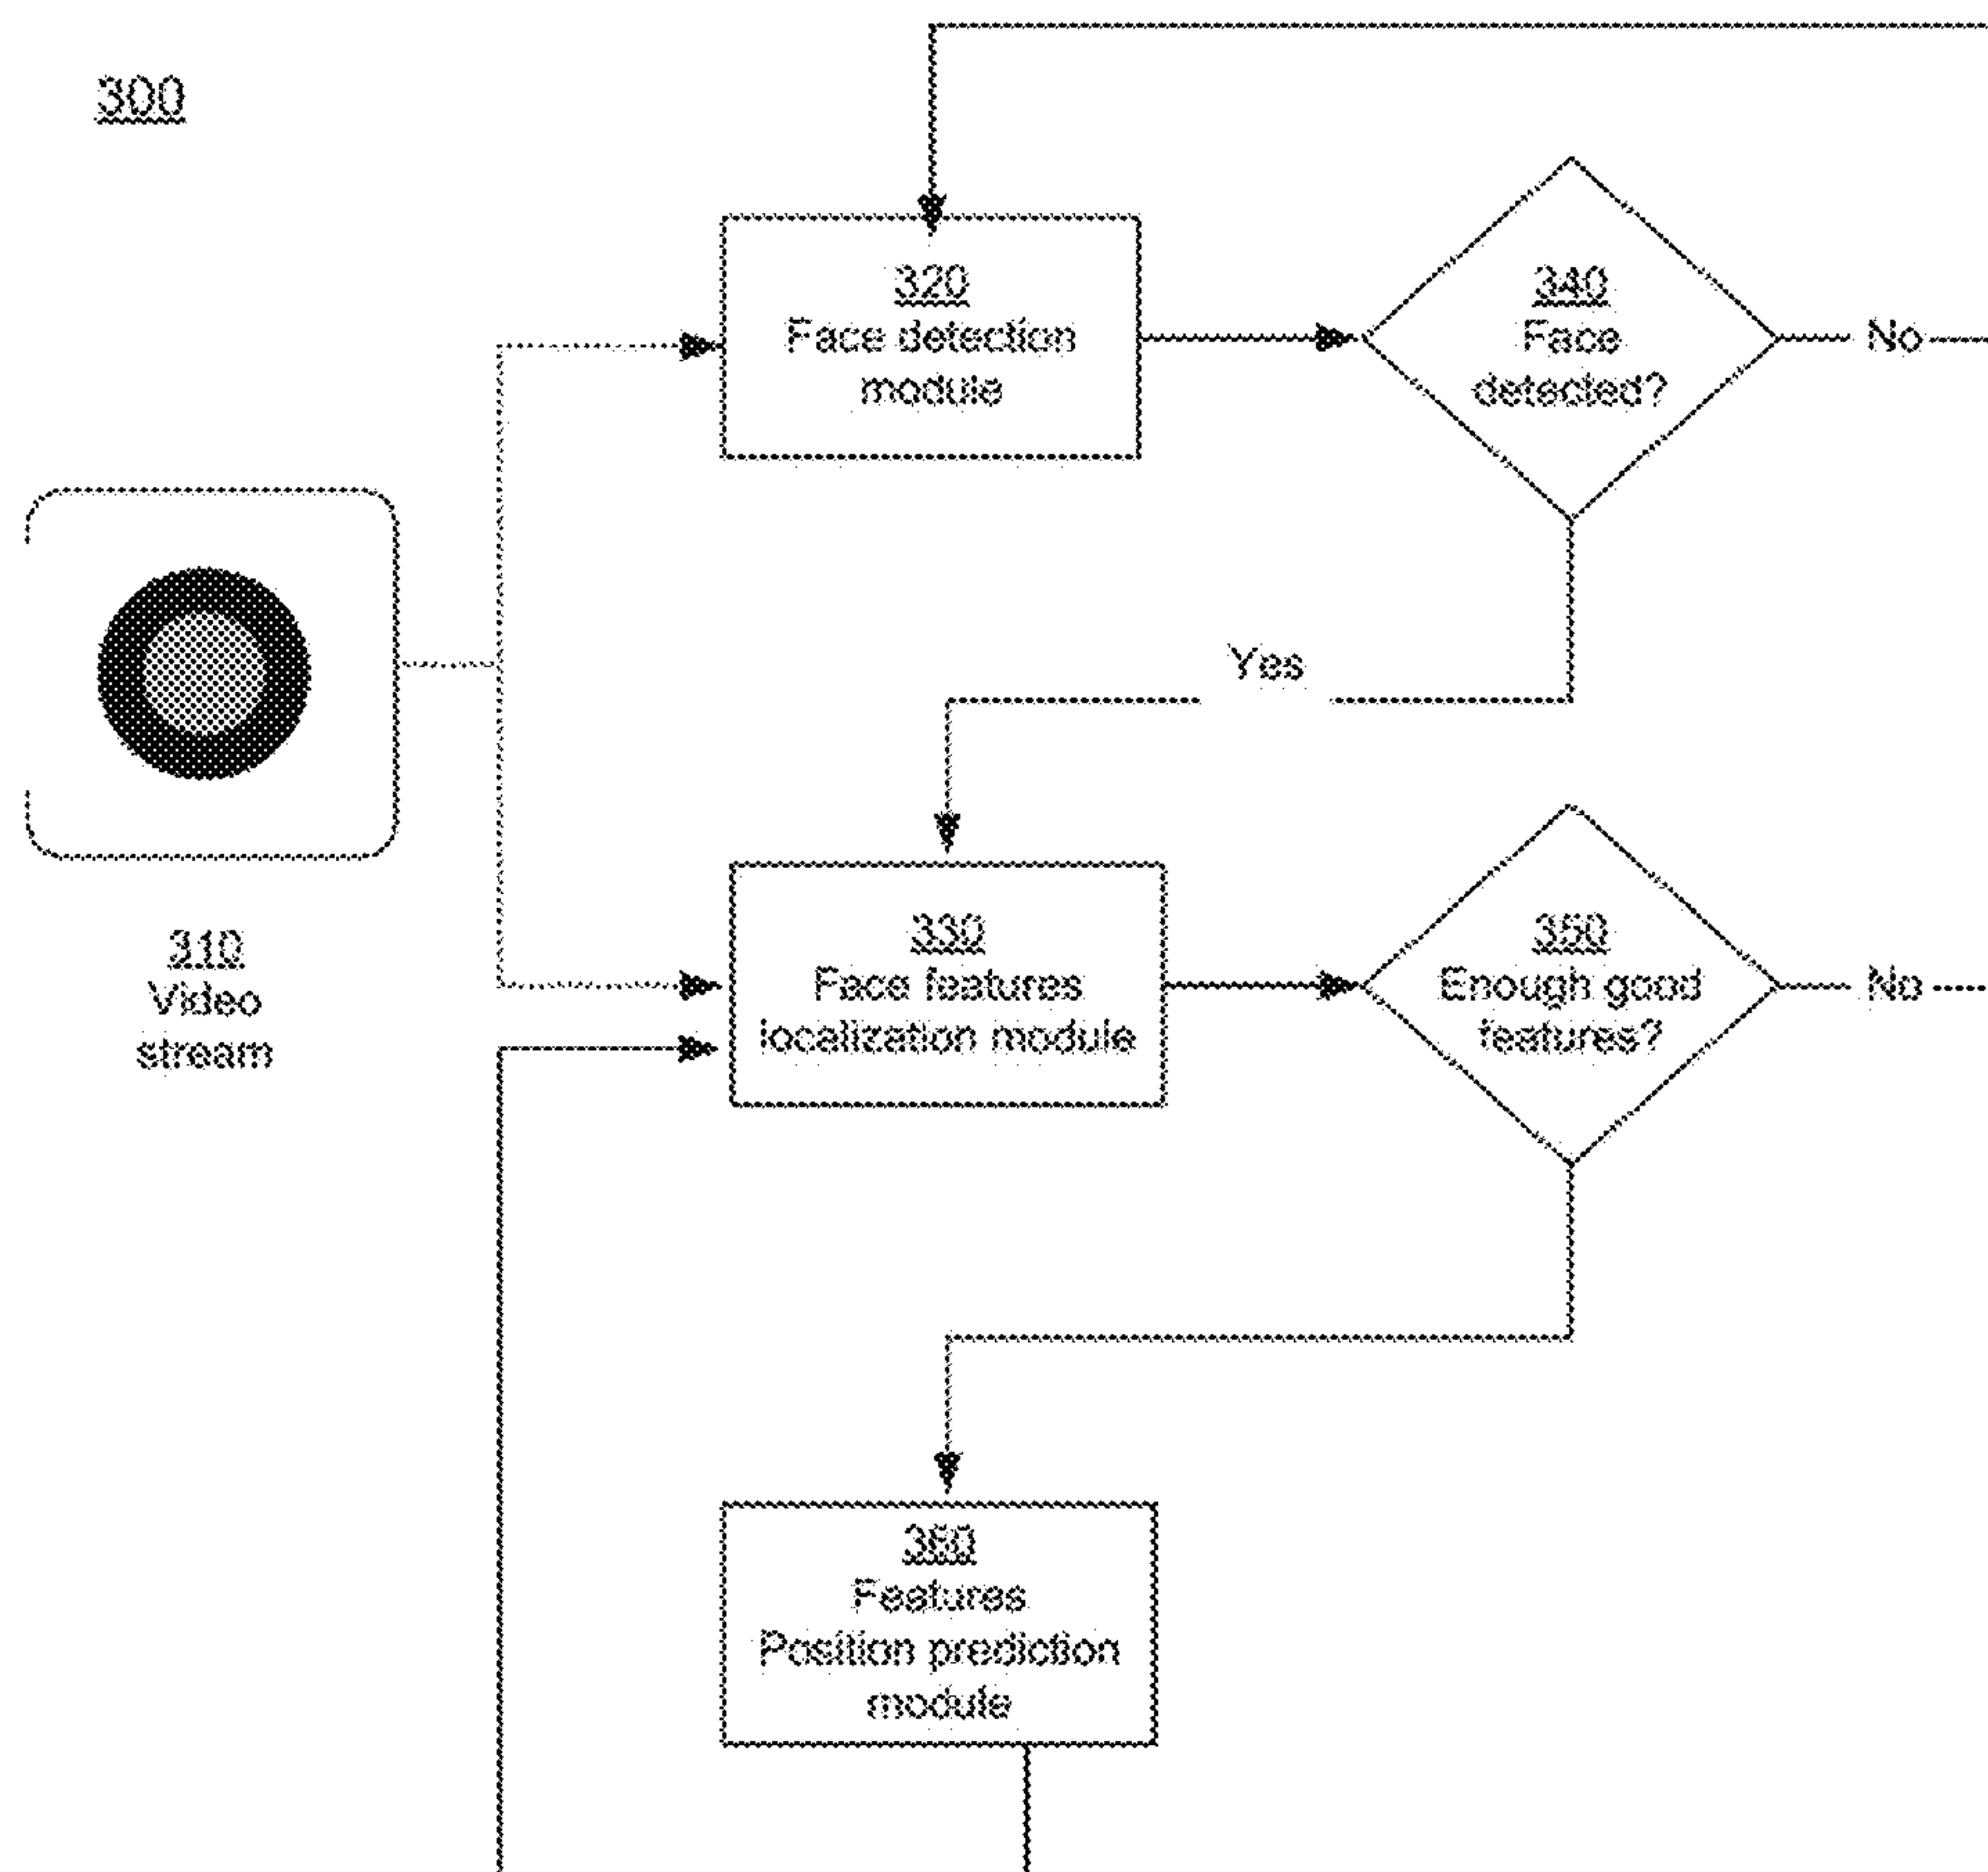 300
320
Face detection
module
340
Face
detected?
No
Yes
310
Video
stream
330
Face features
localization module
350
Enough good
features?
No
360
Features
Position prediction
module